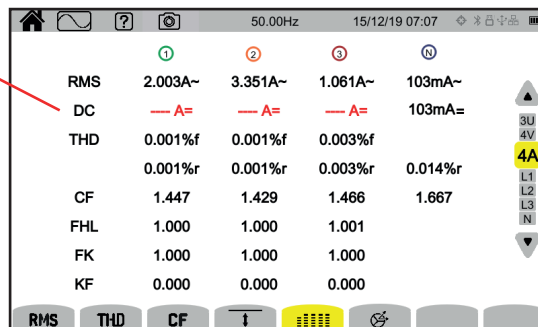 ? 50.00Hz 15/12/19 07:07
1 2 3 N
RMS 2.003A~ 3.351A~ 1.061A~ 103mA~
DC ---- A= ---- A= ---- A= 103mA=
THD 0.001%f 0.001%f 0.003%f
0.001%r 0.001%r 0.003%r 0.014%r
CF 1.447 1.429 1.466 1.667
FHL 1.000 1.000 1.001
FK 1.000 1.000 1.000
KF 0.000 0.000 0.000
3U
4V
4A
L1
L2
L3
N
RMS THD CF